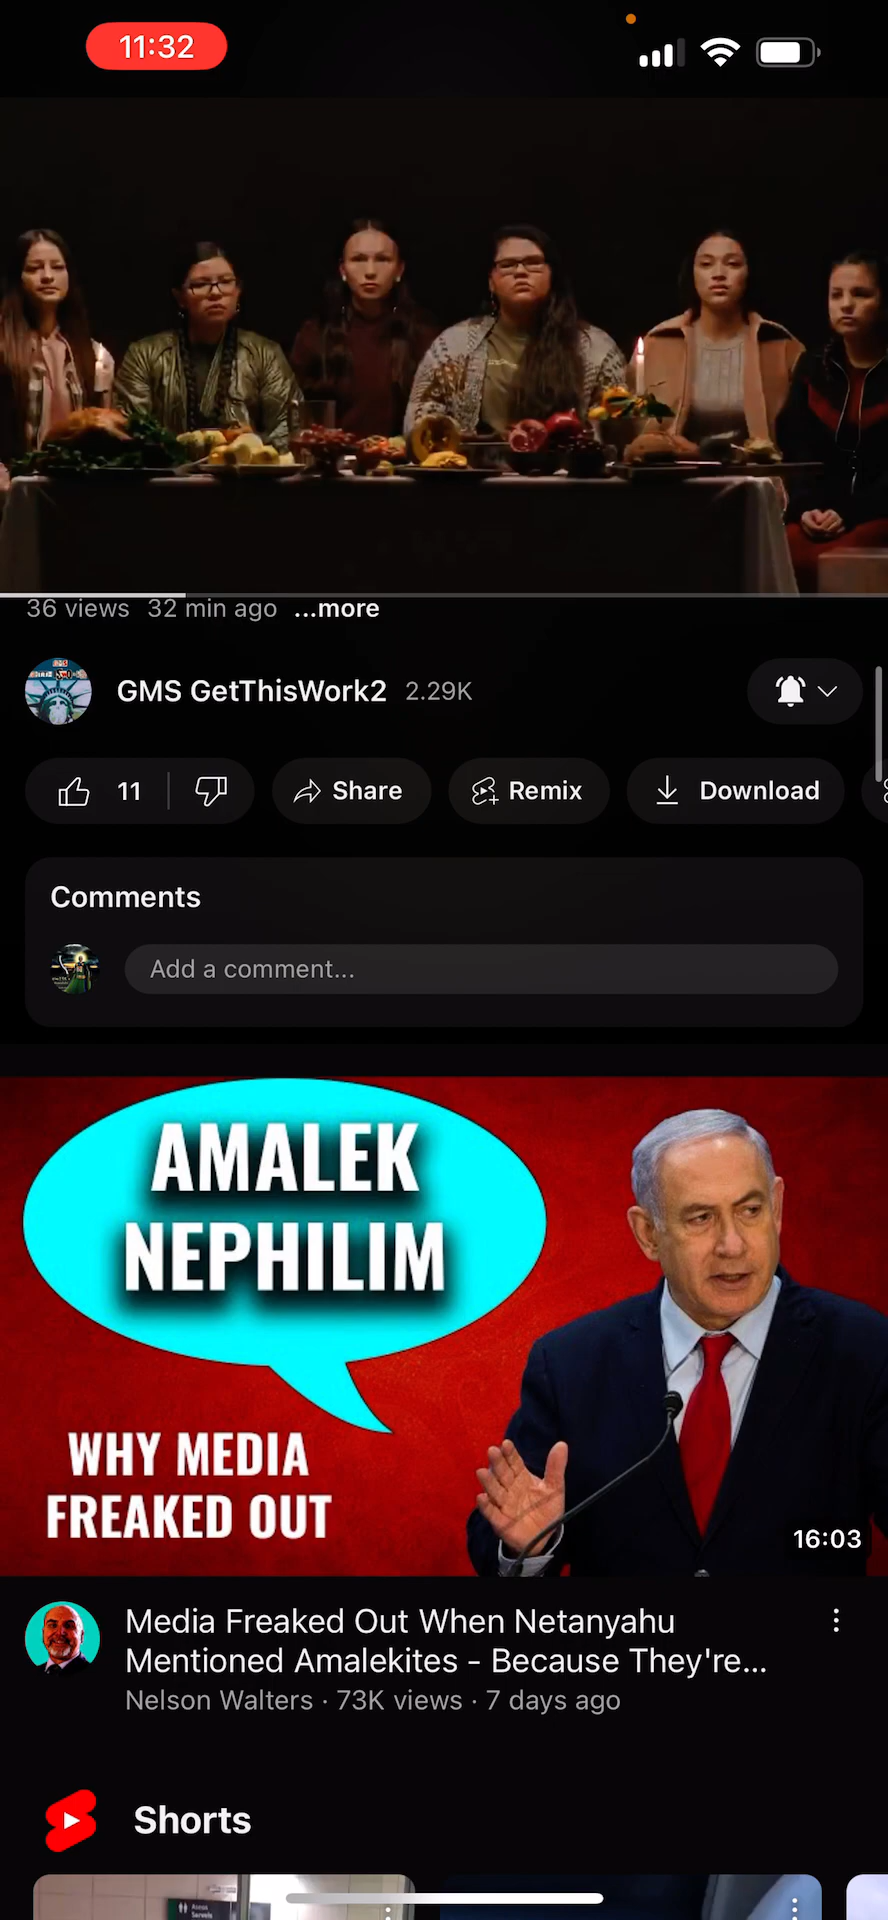 11:32
36 views 32 min ago ...more
GMS GetThisWork2 2.29K
11
Share
Remix
Download
Comments
Add a comment...
AMALEK
NEPHILIM
WHY MEDIA
FREAKED OUT
16:03
Media Freaked Out When Netanyahu
Mentioned Amalekites - Because They're...
Nelson Walters · 73K views · 7 days ago
Shorts